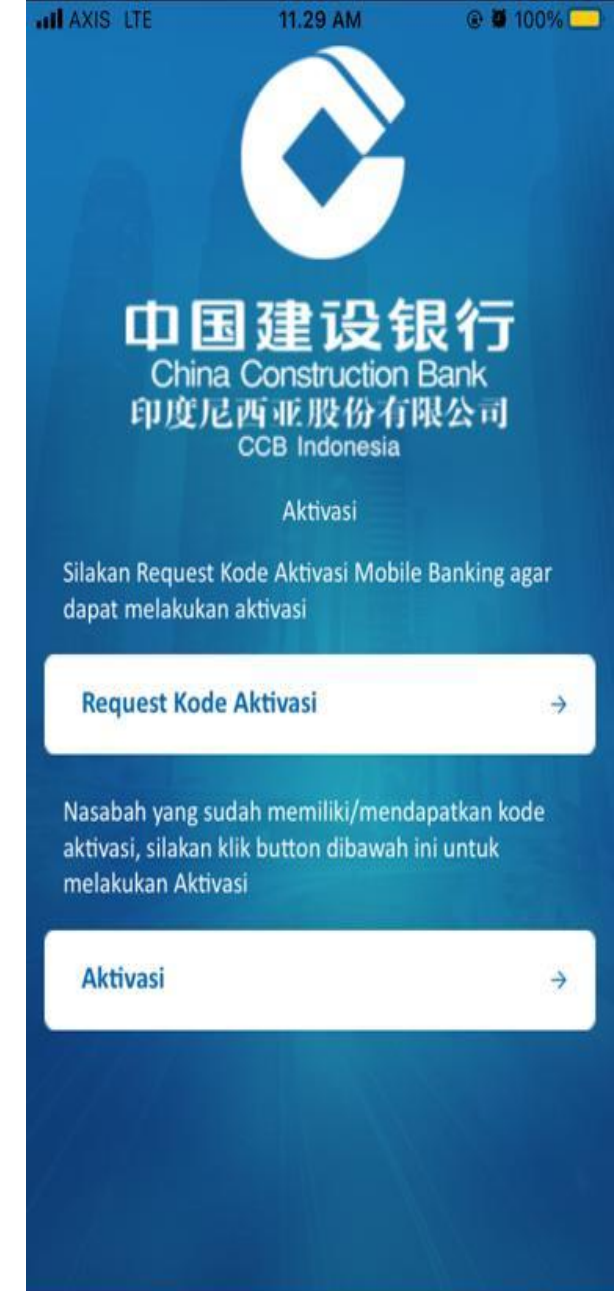 AXIS LTE 11.29 AM 100%
中国建设银行
China Construction Bank
印度尼西亚股份有限公司
CCB Indonesia
Aktivasi
Silakan Request Kode Aktivasi Mobile Banking agar
dapat melakukan aktivasi
Request Kode Aktivasi
Nasabah yang sudah memiliki/mendapatkan kode
aktivasi, silakan klik button dibawah ini untuk
melakukan Aktivasi
Aktivasi